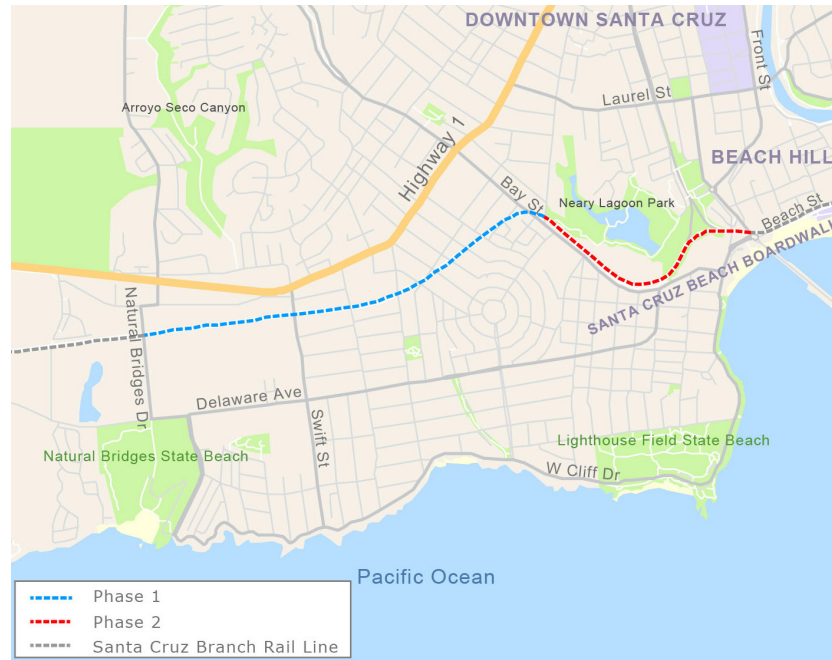 DOWNTOWN SANTA CRUZ
Front St
Laurel St
Arroyo Seco Canyon
Highway 1
BEACH HILL
Bay St
Neary Lagoon Park
Beach St
SANTA CRUZ BEACH BOARDWALK
Natural Bridges Dr
Delaware Ave
Swift St
Natural Bridges State Beach
Lighthouse Field State Beach
W Cliff Dr
Pacific Ocean
Phase 1
Phase 2
Santa Cruz Branch Rail Line